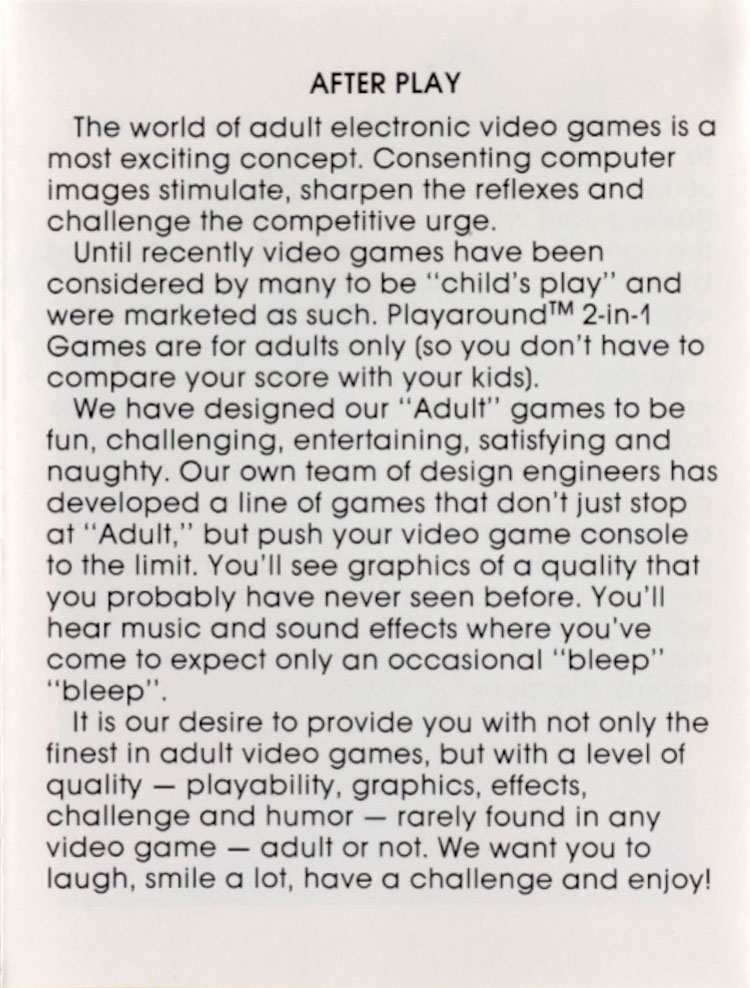 AFTER PLAY
The world of adult electronic video games is a
most exciting concept. Consenting computer
images stimulate, sharpen the reflexes and
challenge the competitive urge.
Until recently video games have been
considered by many to be "child's play" and
were marketed as such. Playaround™ 2-in-1
Games are for adults only (so you don't have to
compare your score with your kids).
We have designed our "Adult" games to be
fun, challenging, entertaining, satisfying and
naughty. Our own team of design engineers has
developed a line of games that don't just stop
at "Adult," but push your video game console
to the limit. You'll see graphics of a quality that
you probably have never seen before. You'll
hear music and sound effects where you've
come to expect only an occasional "bleep"
"bleep".
It is our desire to provide you with not only the
finest in adult video games, but with a level of
quality — playability, graphics, effects,
challenge and humor — rarely found in any
video game — adult or not. We want you to
laugh, smile a lot, have a challenge and enjoy!